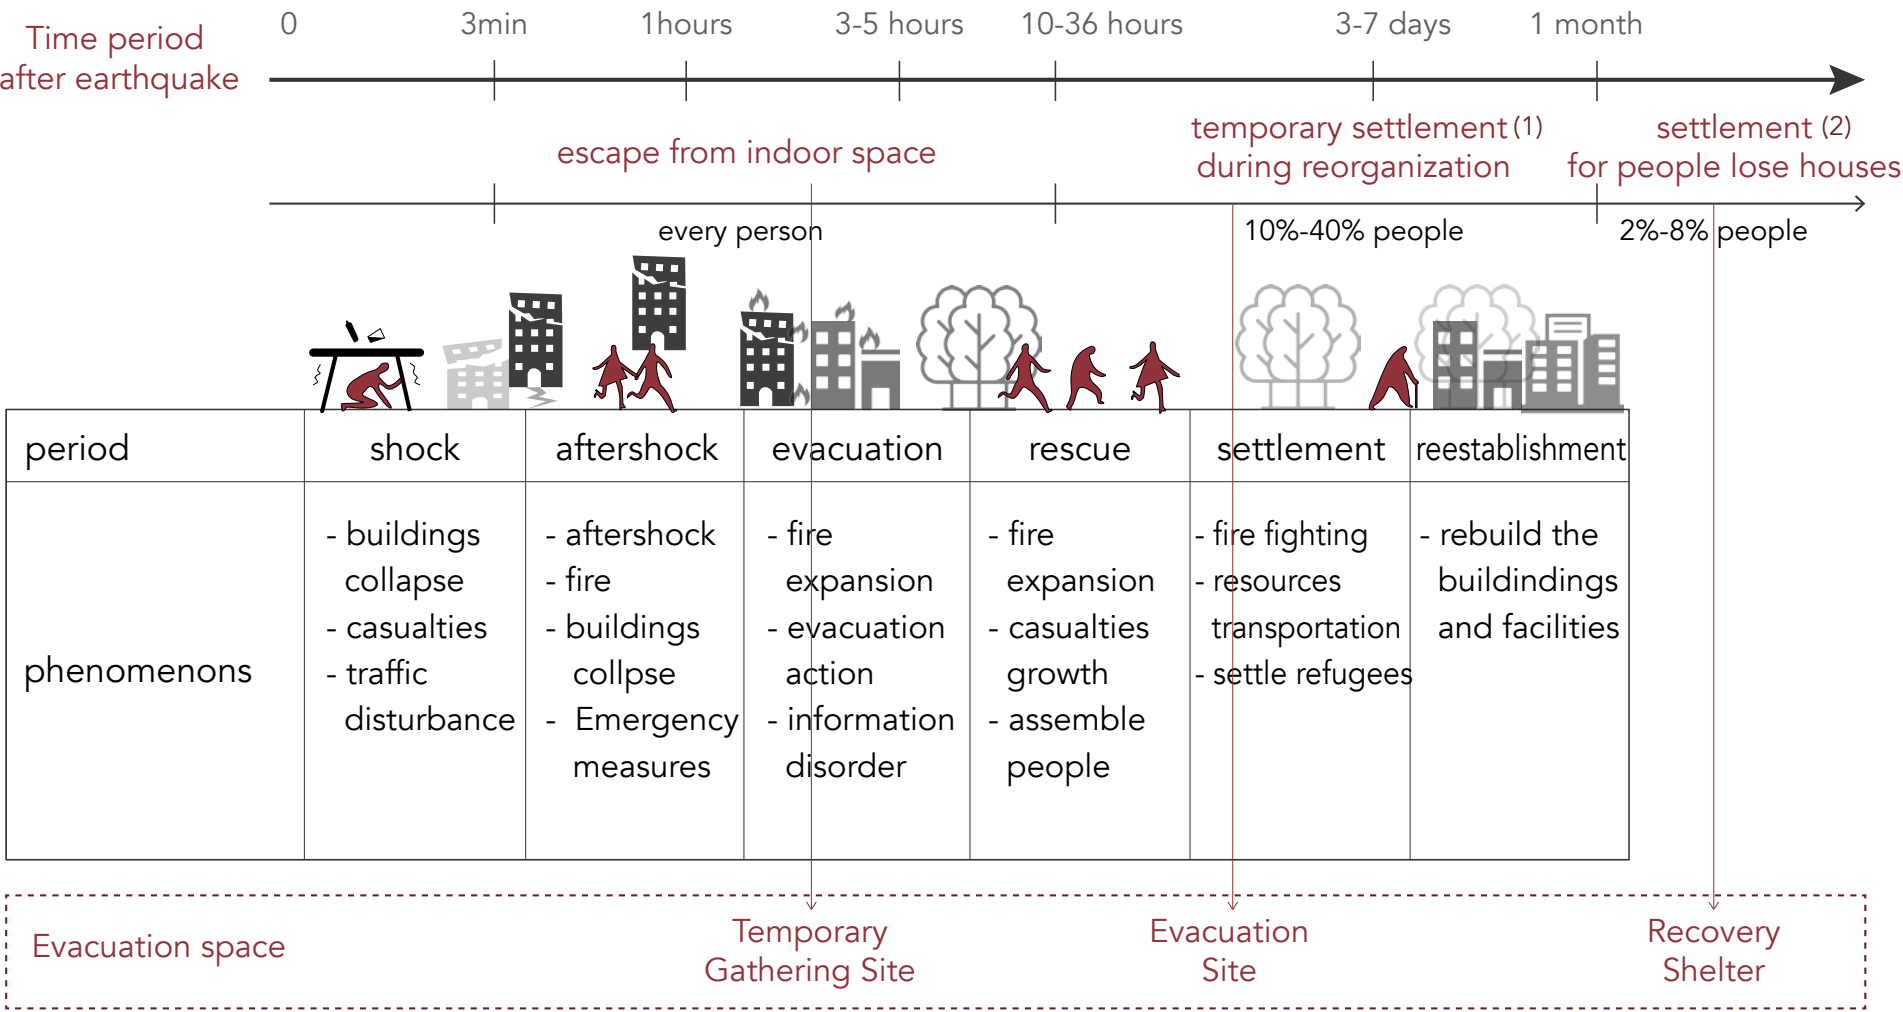 Time period
after earthquake
0
3min
1hours
3-5 hours
10-36 hours
3-7 days
1 month
escape from indoor space
temporary settlement (1)
during reorganization
settlement (2)
for people lose houses
every person
10%-40% people
2%-8% people
period
shock
aftershock
evacuation
rescue
settlement
reestablishment
phenomenons
- buildings
collapse
- casualties
- traffic
disturbance
- aftershock
- fire
- buildings
collpse
- Emergency
measures
- fire
expansion
- evacuation
action
- information
disorder
- fire
expansion
- casualties
growth
- assemble
people
- fire fighting
- resources
transportation
- settle refugees
- rebuild the
buildindings
and facilities
Evacuation space
Temporary
Gathering Site
Evacuation
Site
Recovery
Shelter